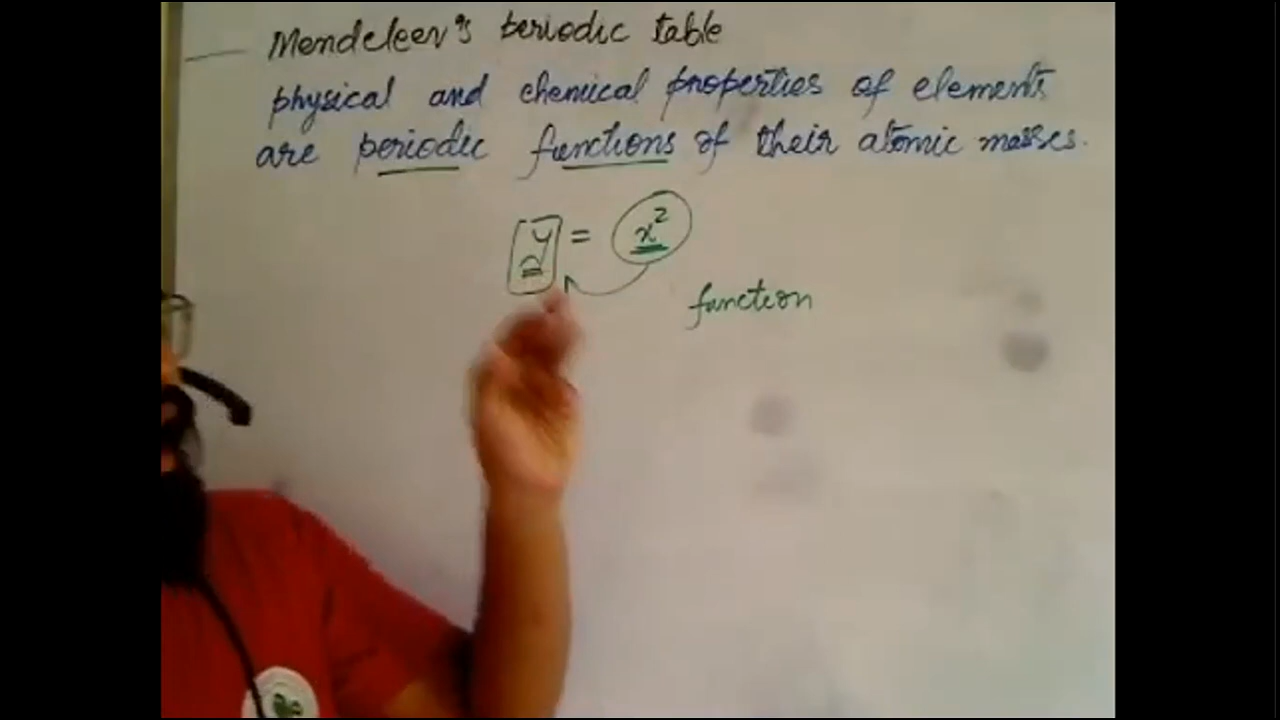 Mendeleev's periodic table
physical and chemical properties of elements
are periodic functions of their atomic masses.
y = x²
function